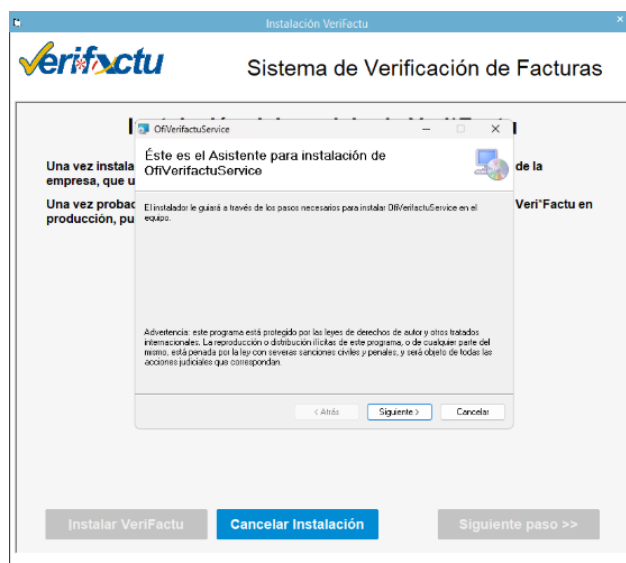 Instalación VeriFactu
Verifactu
Sistema de Verificación de Facturas
OfiVerifactuService
Éste es el Asistente para instalación de
OfiVerifactuService
Una vez instala
de la
empresa, que u
Una vez probad
Veri*Factu en
producción, pu
El instalador le guiará a través de los pasos necesarios para instalar OfiVerifactuService en el
equipo.
Advertencia: este programa está protegido por las leyes de derechos de autor y otros tratados
internacionales. La reproducción o distribución ilícitas de este programa, o de cualquier parte del
mismo, está penada por la ley con severas sanciones civiles y penales, y será objeto de todas las
acciones judiciales que correspondan.
< Atrás
Siguiente >
Cancelar
Instalar VeriFactu
Cancelar Instalación
Siguiente paso >>